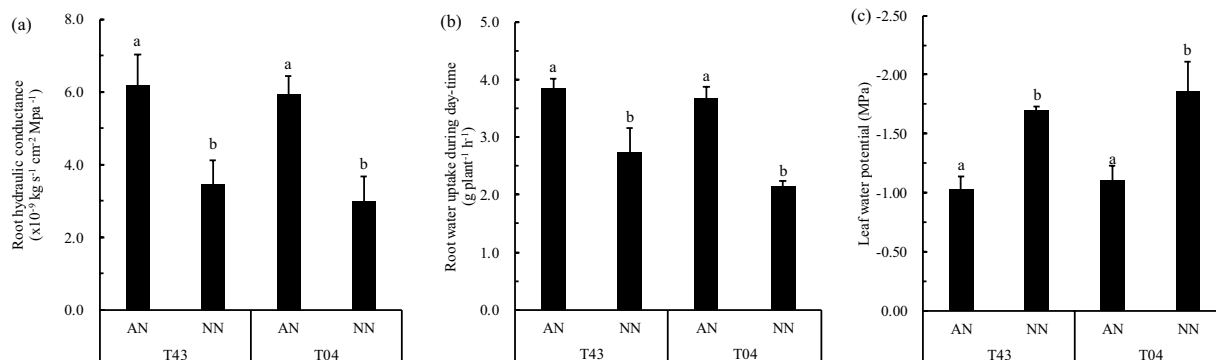 (a)
Root hydraulic conductance
(x10⁻⁹ kg s⁻¹ cm⁻² Mpa⁻¹)
8.0
6.0
4.0
2.0
0.0
a
b
a
b
AN
NN
AN
NN
T43
T04
(b)
Root water uptake during day-time
(g plant⁻¹ h⁻¹)
5.0
4.0
3.0
2.0
1.0
0.0
a
b
a
b
AN
NN
AN
NN
T43
T04
(c)
Leaf water potential (MPa)
-2.50
-2.00
-1.50
-1.00
-0.50
-0.00
a
b
a
b
AN
NN
AN
NN
T43
T04